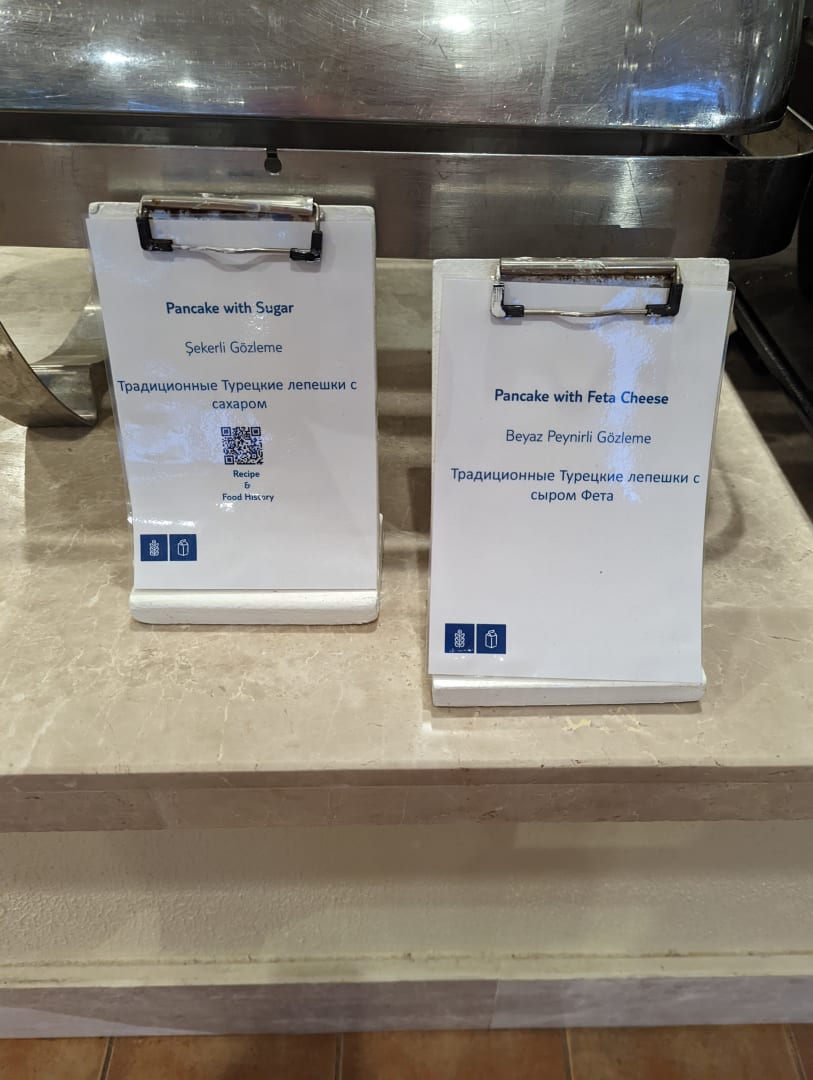 Pancake with Sugar
Şekerli Gözleme
Традиционные Турецкие лепешки с
сахаром
Recipe
&
Food History
Pancake with Feta Cheese
Beyaz Peynirli Gözleme
Традиционные Турецкие лепешки с
сыром Фета